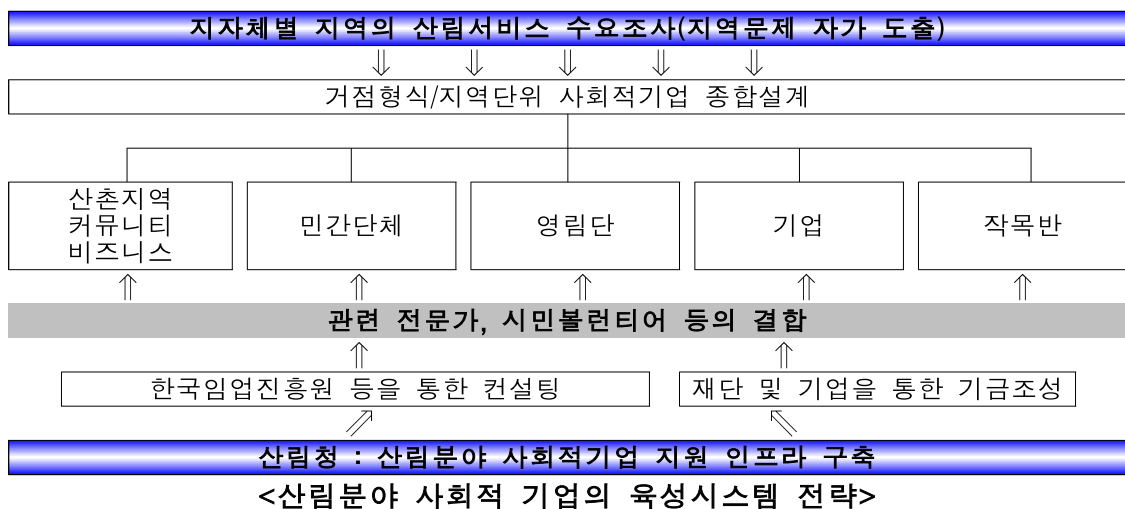 지자체별 지역의 산림서비스 수요조사(지역문제 자가 도출)
거점형식/지역단위 사회적기업 종합설계
산촌지역
커뮤니티
비즈니스
민간단체
영림단
기업
작목반
관련 전문가, 시민볼런티어 등의 결합
한국임업진흥원 등을 통한 컨설팅
재단 및 기업을 통한 기금조성
산림청 : 산림분야 사회적기업 지원 인프라 구축
<산림분야 사회적 기업의 육성시스템 전략>